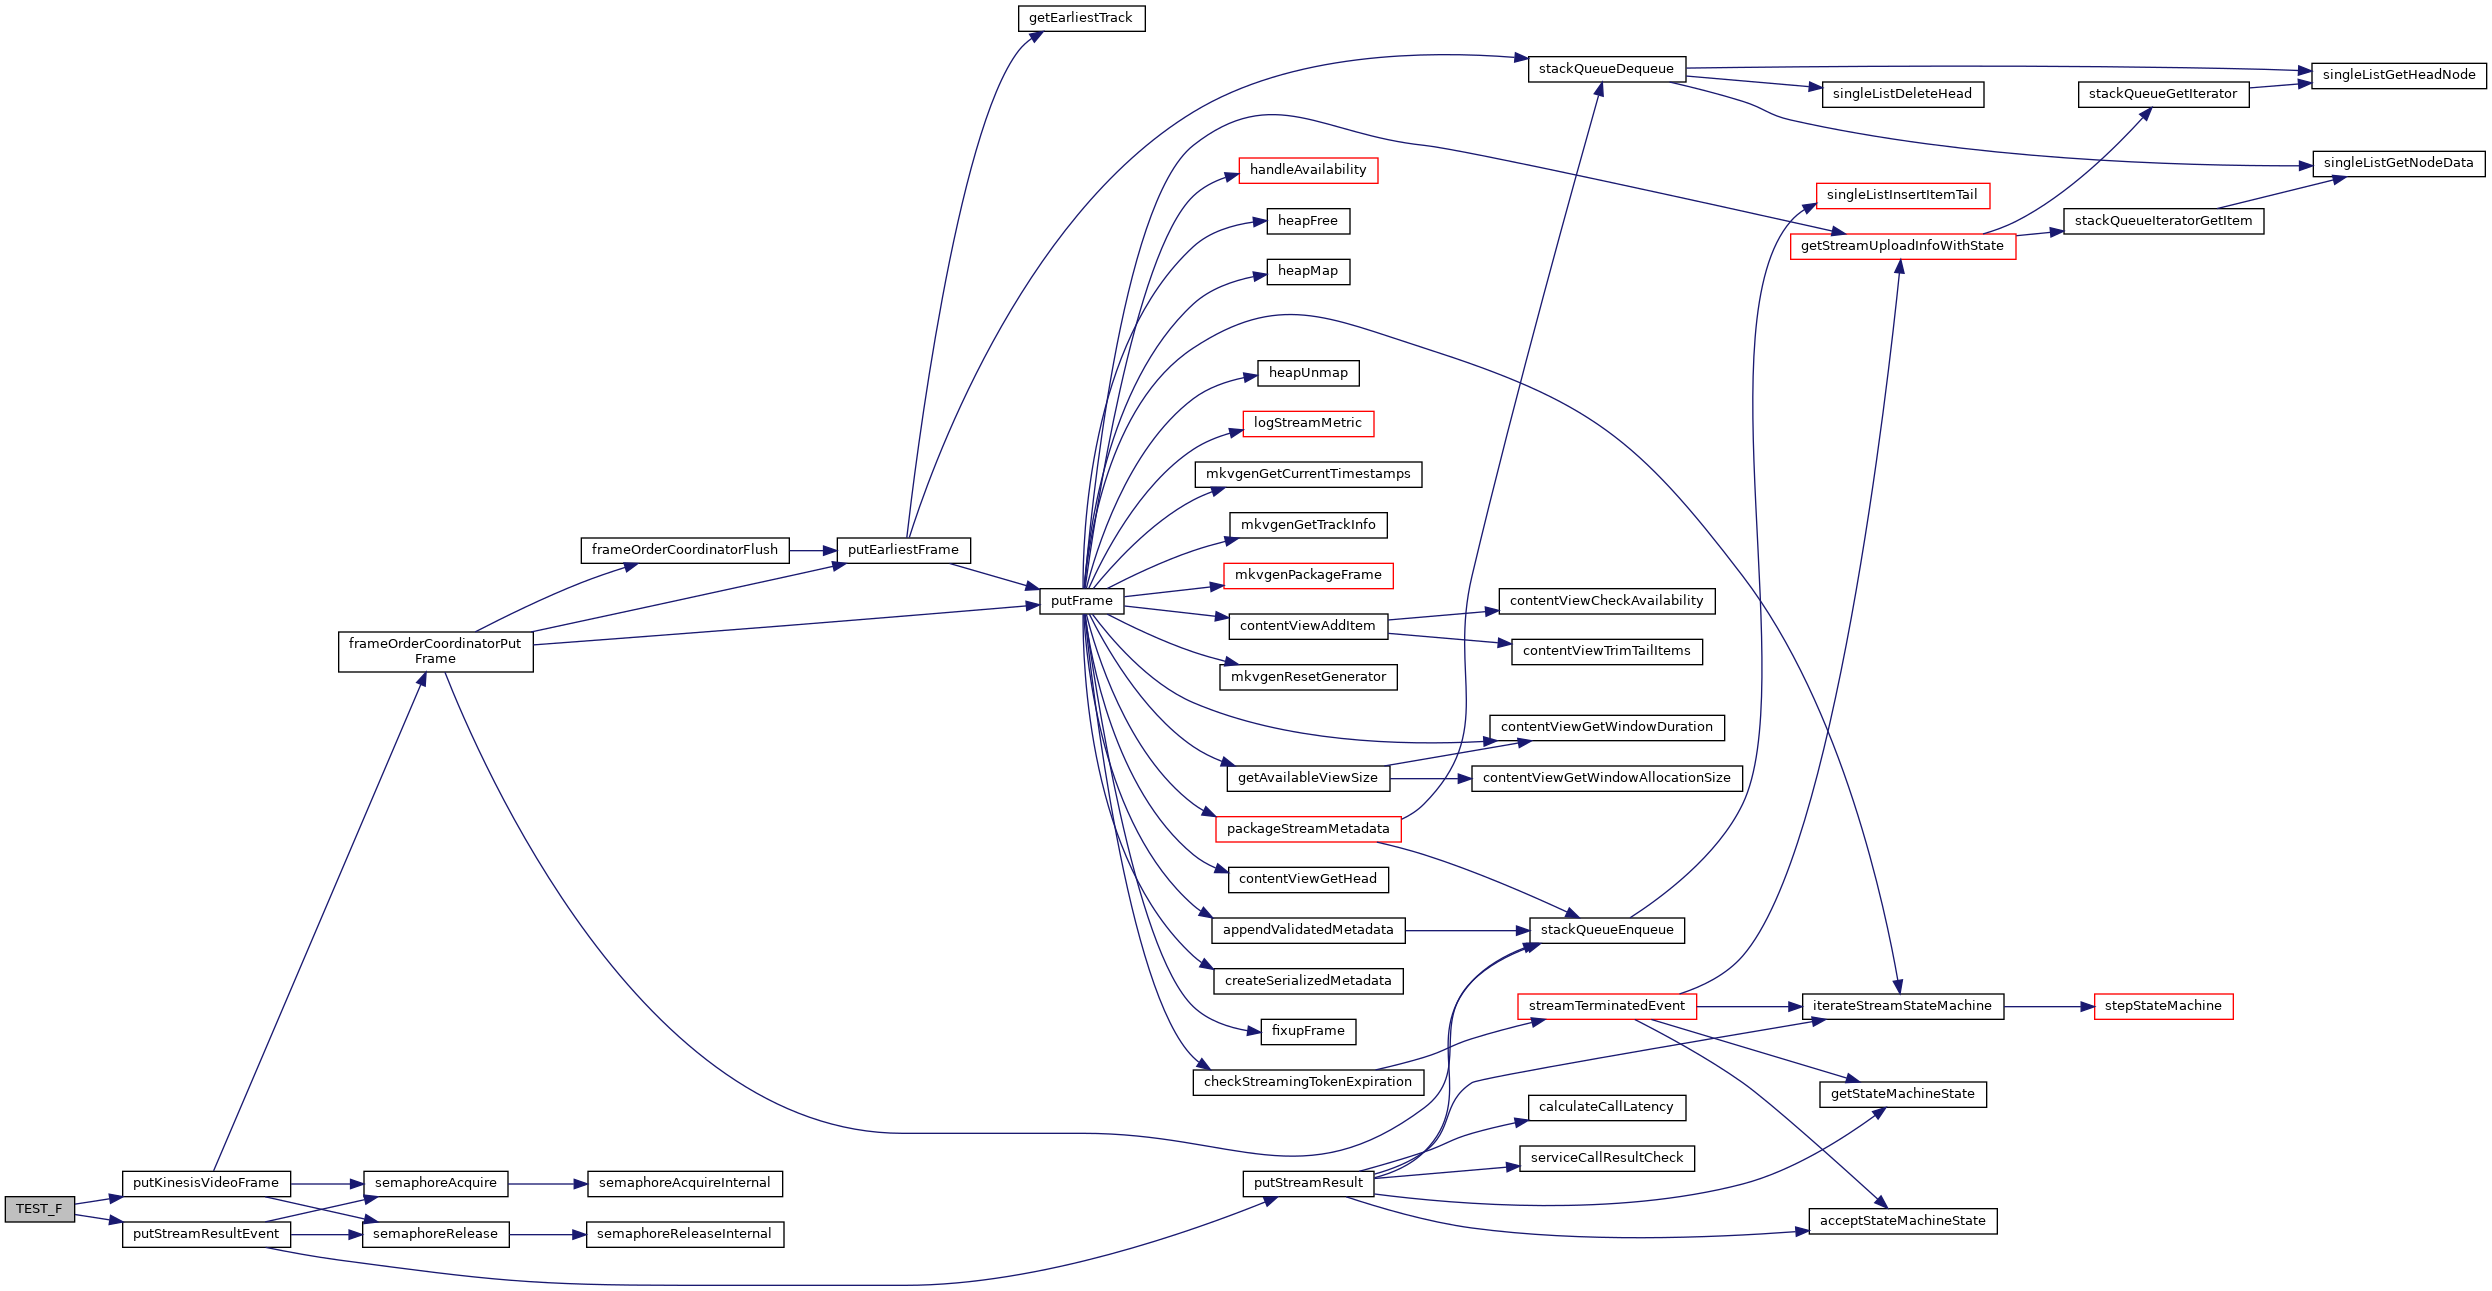 getEarliestTrack
stackQueueDequeue
singleListGetHeadNode
singleListDeleteHead
stackQueueGetIterator
handleAvailability
singleListGetNodeData
singleListInsertItemTail
heapFree
stackQueueIteratorGetItem
getStreamUploadInfoWithState
heapMap
heapUnmap
logStreamMetric
mkvgenGetCurrentTimestamps
mkvgenGetTrackInfo
frameOrderCoordinatorFlush
putEarliestFrame
mkvgenPackageFrame
putFrame
contentViewCheckAvailability
contentViewAddItem
frameOrderCoordinatorPut
Frame
contentViewTrimTailItems
mkvgenResetGenerator
contentViewGetWindowDuration
getAvailableViewSize
contentViewGetWindowAllocationSize
packageStreamMetadata
contentViewGetHead
appendValidatedMetadata
stackQueueEnqueue
createSerializedMetadata
streamTerminatedEvent
iterateStreamStateMachine
stepStateMachine
fixupFrame
checkStreamingTokenExpiration
getStateMachineState
calculateCallLatency
serviceCallResultCheck
putKinesisVideoFrame
semaphoreAcquire
semaphoreAcquireInternal
putStreamResult
TEST_F
acceptStateMachineState
putStreamResultEvent
semaphoreRelease
semaphoreReleaseInternal